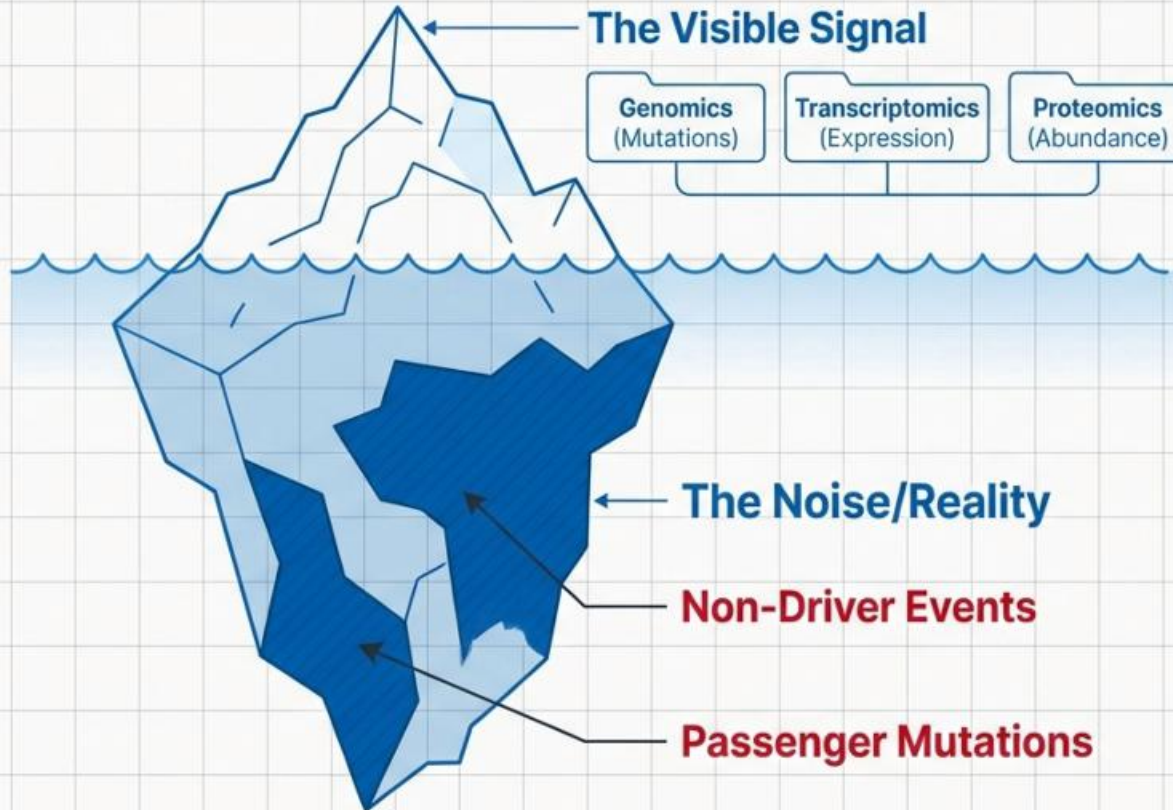 The Visible Signal
Genomics
(Mutations)
Transcriptomics
(Expression)
Proteomics
(Abundance)
The Noise/Reality
Non-Driver Events
Passenger Mutations